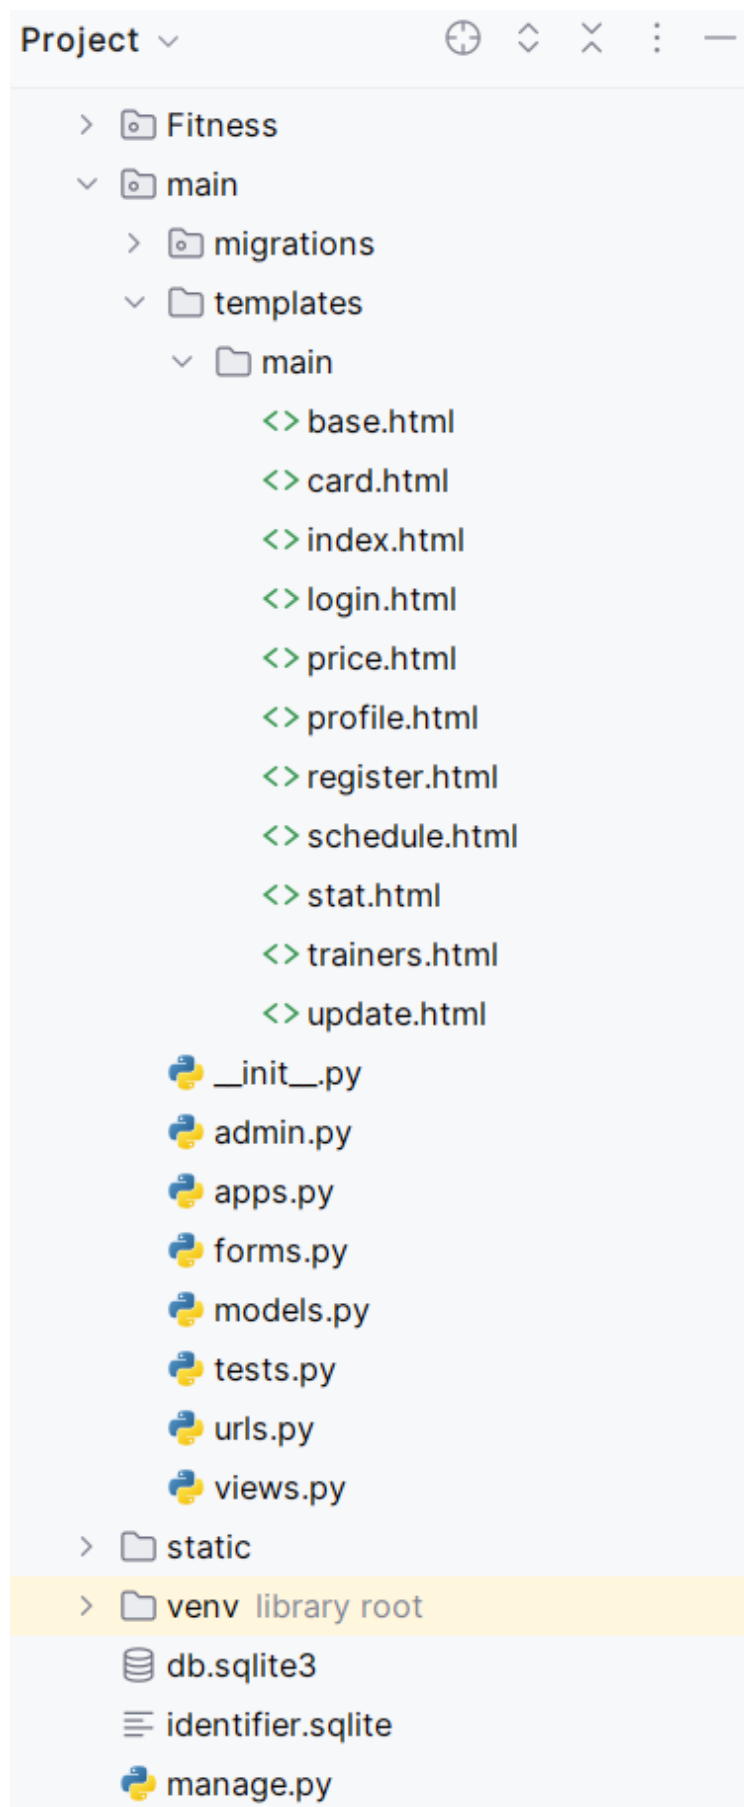 Project
Fitness
main
migrations
templates
main
base.html
card.html
index.html
login.html
price.html
profile.html
register.html
schedule.html
stat.html
trainers.html
update.html
__init__.py
admin.py
apps.py
forms.py
models.py
tests.py
urls.py
views.py
static
venv library root
db.sqlite3
identifier.sqlite
manage.py